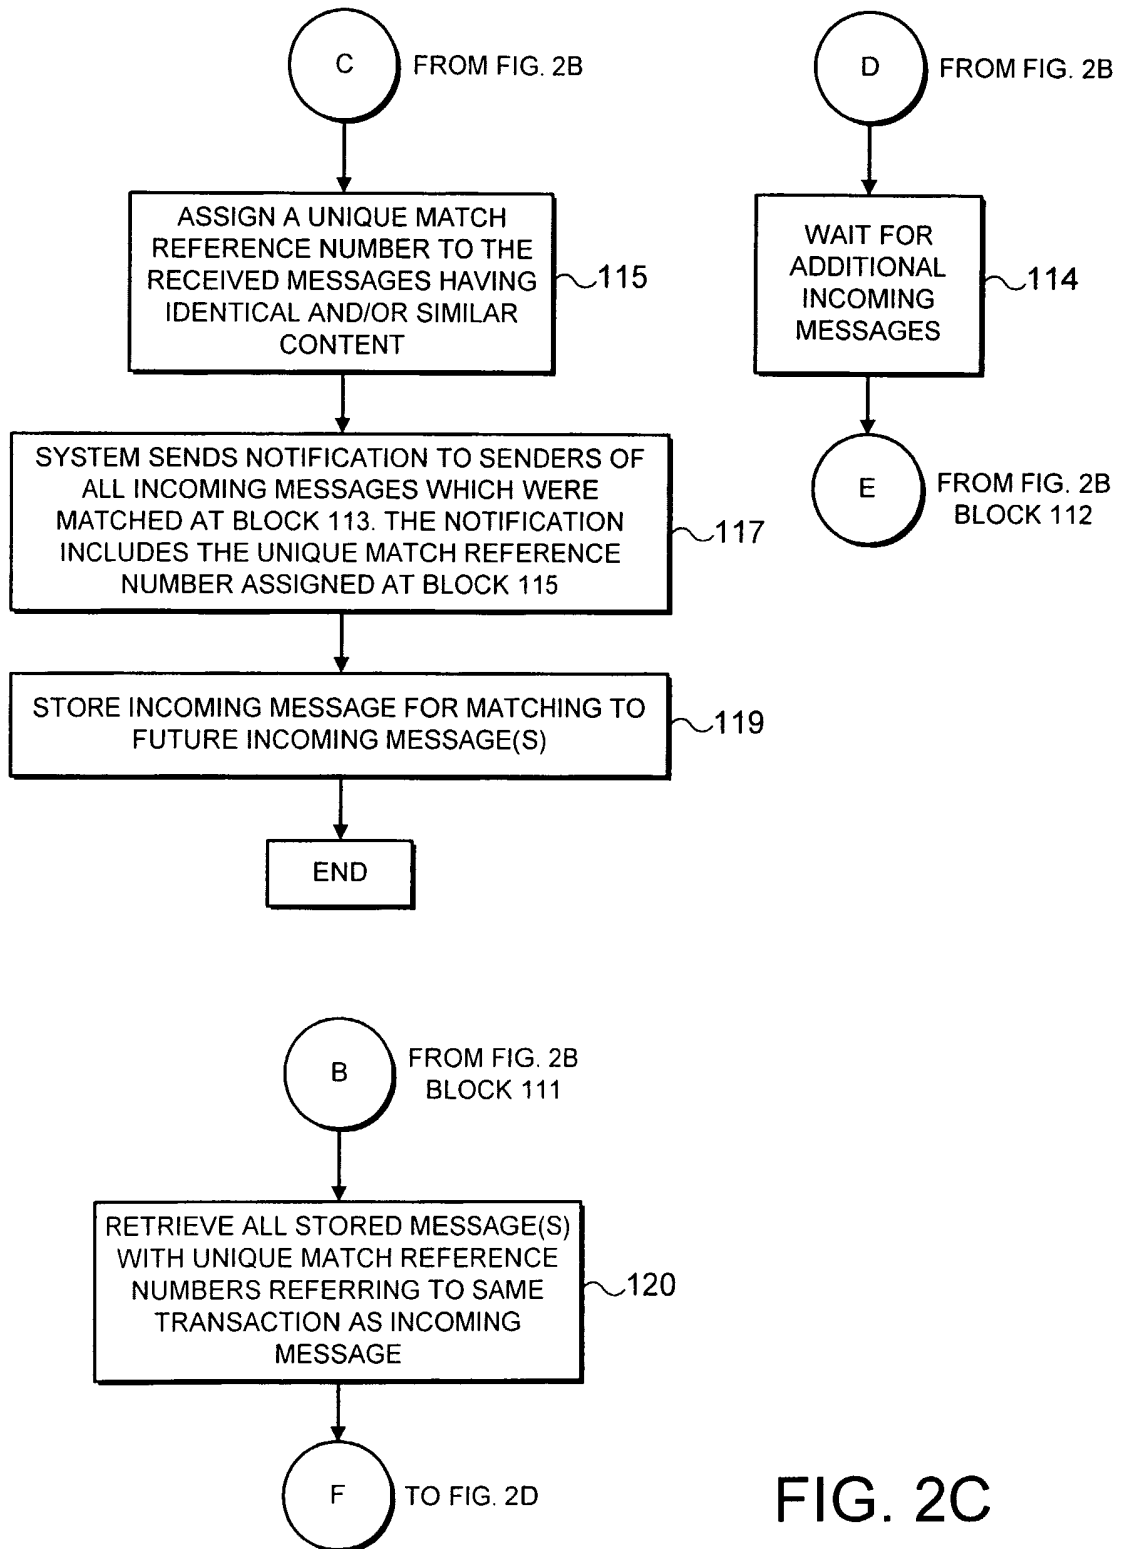 C
FROM FIG. 2B
ASSIGN A UNIQUE MATCH
REFERENCE NUMBER TO THE
RECEIVED MESSAGES HAVING
IDENTICAL AND/OR SIMILAR
CONTENT
115
SYSTEM SENDS NOTIFICATION TO SENDERS OF
ALL INCOMING MESSAGES WHICH WERE
MATCHED AT BLOCK 113. THE NOTIFICATION
INCLUDES THE UNIQUE MATCH REFERENCE
NUMBER ASSIGNED AT BLOCK 115
117
STORE INCOMING MESSAGE FOR MATCHING TO
FUTURE INCOMING MESSAGE(S)
119
END
D
FROM FIG. 2B
WAIT FOR
ADDITIONAL
INCOMING
MESSAGES
114
E
FROM FIG. 2B
BLOCK 112
B
FROM FIG. 2B
BLOCK 111
RETRIEVE ALL STORED MESSAGE(S)
WITH UNIQUE MATCH REFERENCE
NUMBERS REFERRING TO SAME
TRANSACTION AS INCOMING
MESSAGE
120
F
TO FIG. 2D
FIG. 2C